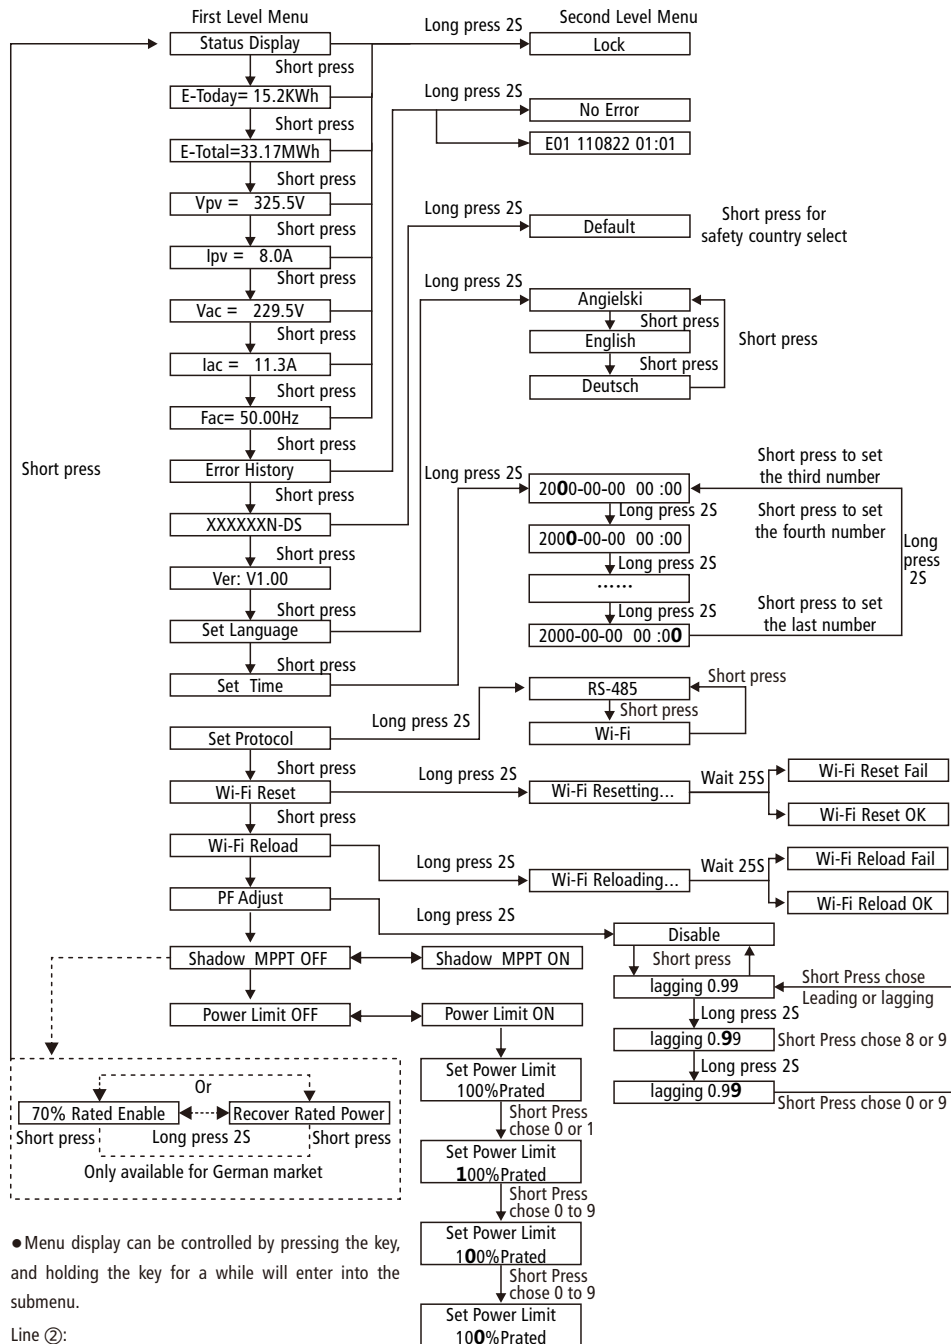 First Level Menu
Second Level Menu
Status Display
Long press 2S
Lock
Short press
E-Today= 15.2KWh
Short press
E-Total=33.17MWh
Short press
Vpv = 325.5V
Short press
Ipv = 8.0A
Short press
Vac = 229.5V
Short press
Iac = 11.3A
Short press
Fac= 50.00Hz
Short press
Error History
Long press 2S
No Error
E01 110822 01:01
Short press
XXXXXXN-DS
Long press 2S
Default
Short press for
safety country select
Short press
Ver: V1.00
Short press
Set Language
Long press 2S
Angielski
Short press
English
Short press
Deutsch
Short press
Short press
Set Time
Long press 2S
2000-00-00 00 :00
Short press to set
the third number
Long press 2S
2000-00-00 00 :00
Short press to set
the fourth number
Long press 2S
......
Long press 2S
2000-00-00 00 :00
Short press to set
the last number
Long
press
2S
Short press
Set Protocol
Long press 2S
RS-485
Short press
Wi-Fi
Short press
Short press
Wi-Fi Reset
Long press 2S
Wi-Fi Resetting...
Wait 25S
Wi-Fi Reset Fail
Wi-Fi Reset OK
Short press
Wi-Fi Reload
Long press 2S
Wi-Fi Reloading...
Wait 25S
Wi-Fi Reload Fail
Wi-Fi Reload OK
PF Adjust
Long press 2S
Disable
Short press
lagging 0.99
Short Press chose
Leading or lagging
Long press 2S
lagging 0.99
Short Press chose 8 or 9
Long press 2S
lagging 0.99
Short Press chose 0 or 9
Shadow MPPT OFF
Shadow MPPT ON
Power Limit OFF
Power Limit ON
Set Power Limit
100%Prated
Short Press
chose 0 or 1
Set Power Limit
100%Prated
Short Press
chose 0 to 9
Set Power Limit
100%Prated
Short Press
chose 0 to 9
Set Power Limit
100%Prated
Or
70% Rated Enable
Recover Rated Power
Short press
Long press 2S
Short press
Only available for German market
●Menu display can be controlled by pressing the key,
and holding the key for a while will enter into the
submenu.
Line ②: